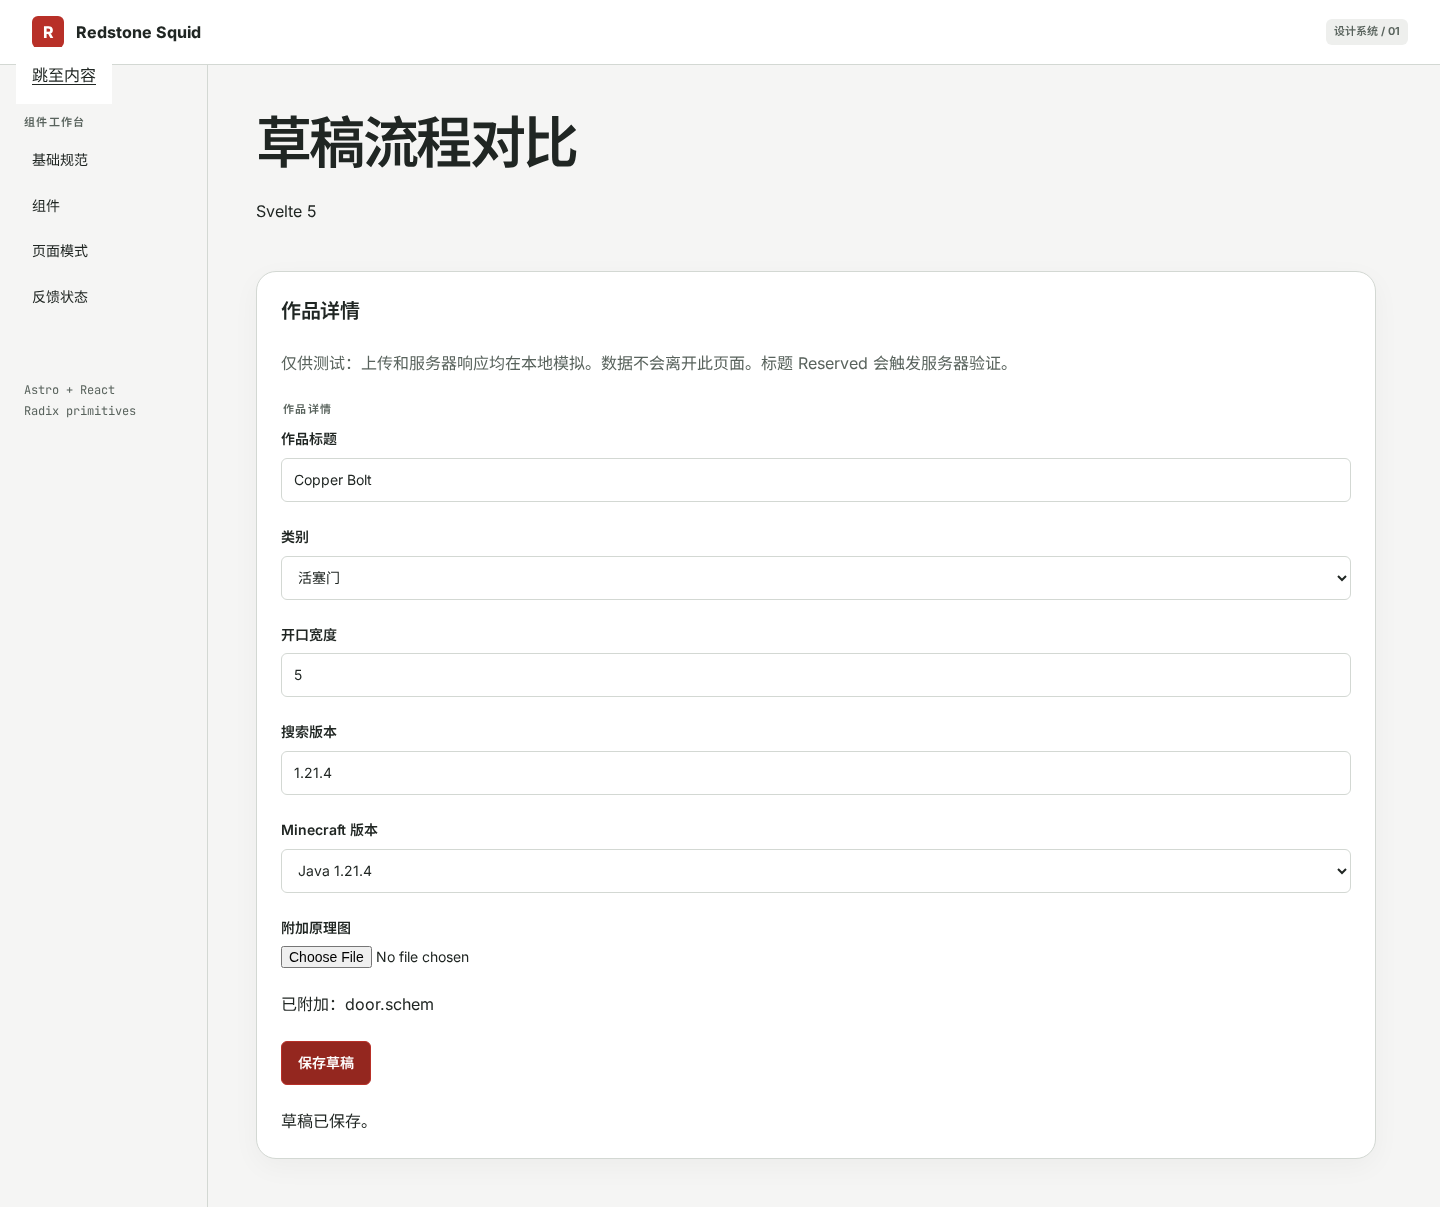 R
Redstone Squid
设计系统 / 01
跳至内容
组件工作台
基础规范
组件
页面模式
反馈状态
Astro + React
Radix primitives
草稿流程对比
Svelte 5
作品详情
仅供测试：上传和服务器响应均在本地模拟。数据不会离开此页面。标题 Reserved 会触发服务器验证。
作品详情
作品标题
Copper Bolt
类别
活塞门
开口宽度
5
搜索版本
1.21.4
Minecraft 版本
Java 1.21.4
附加原理图
Choose File No file chosen
已附加：door.schem
保存草稿
草稿已保存。